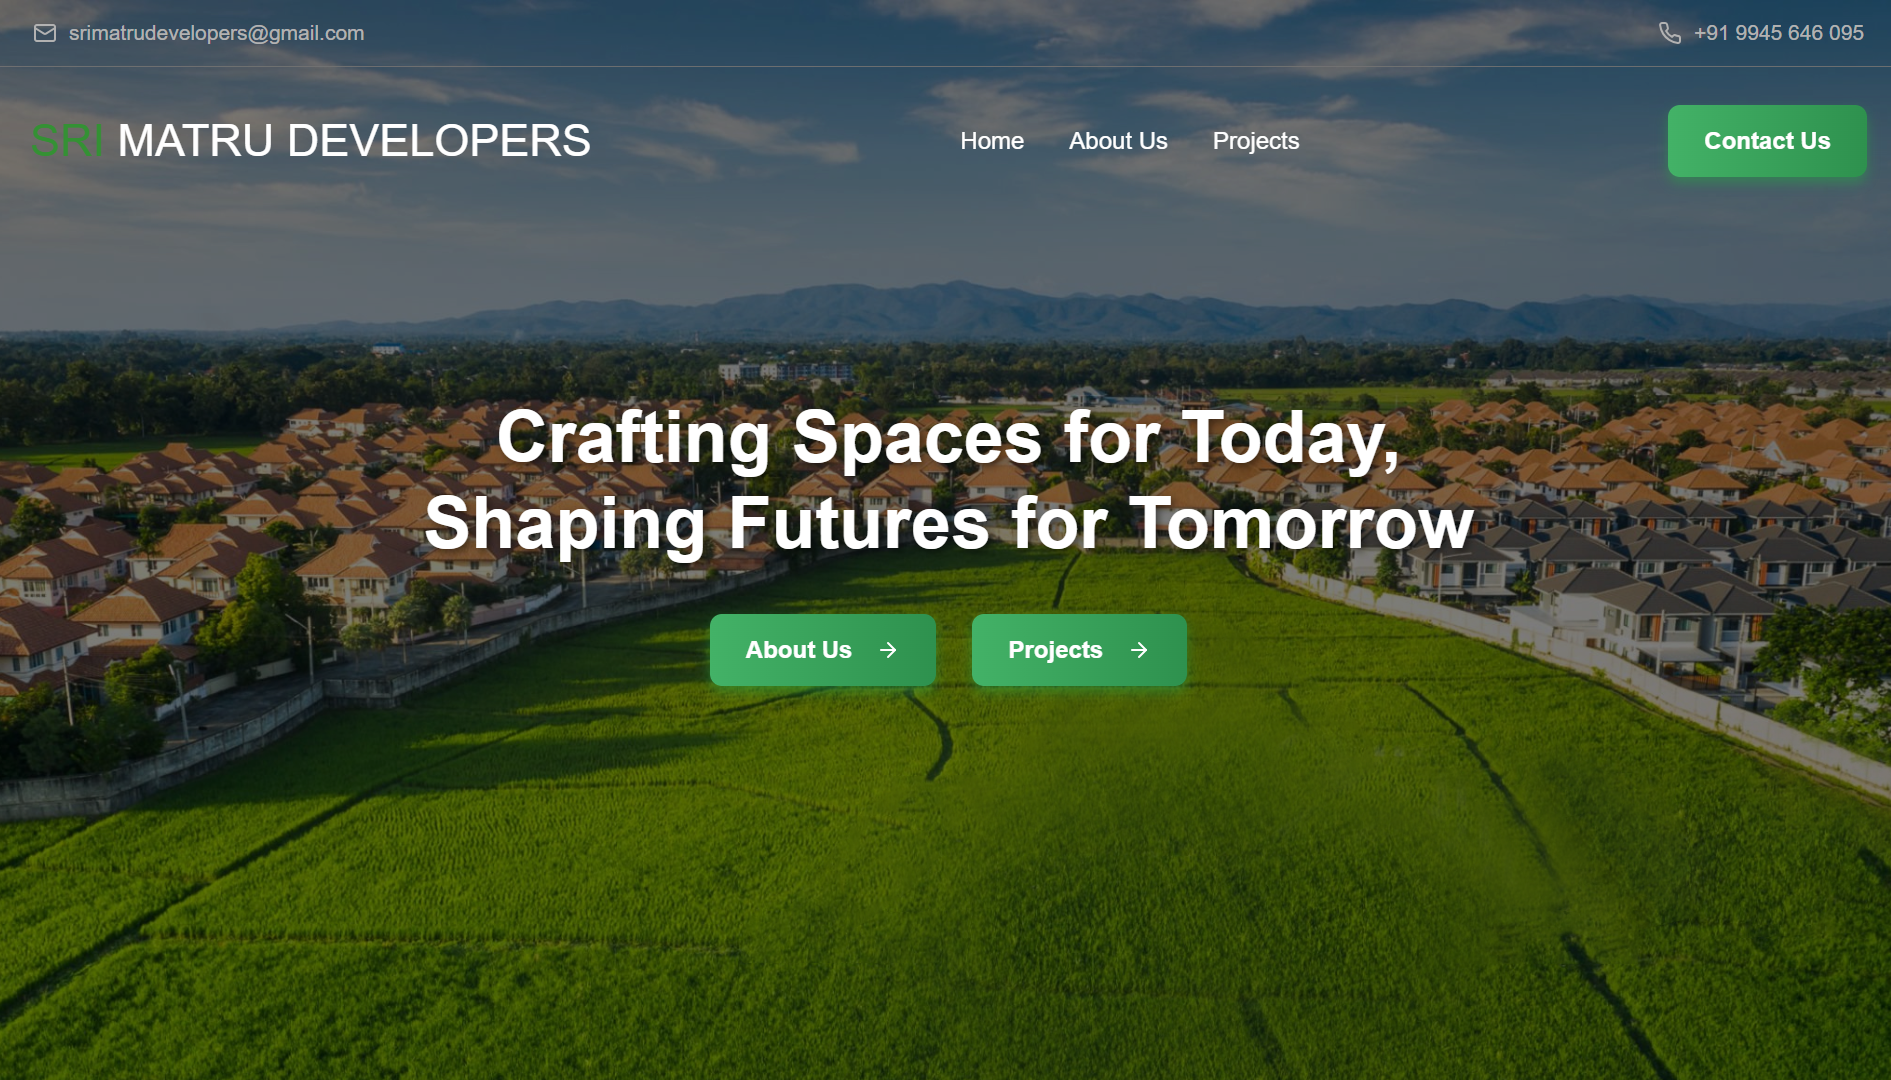 srimatrudevelopers@gmail.com
+91 9945 646 095
SRI MATRU DEVELOPERS
Home
About Us
Projects
Contact Us
Crafting Spaces for Today,
Shaping Futures for Tomorrow
About Us
Projects